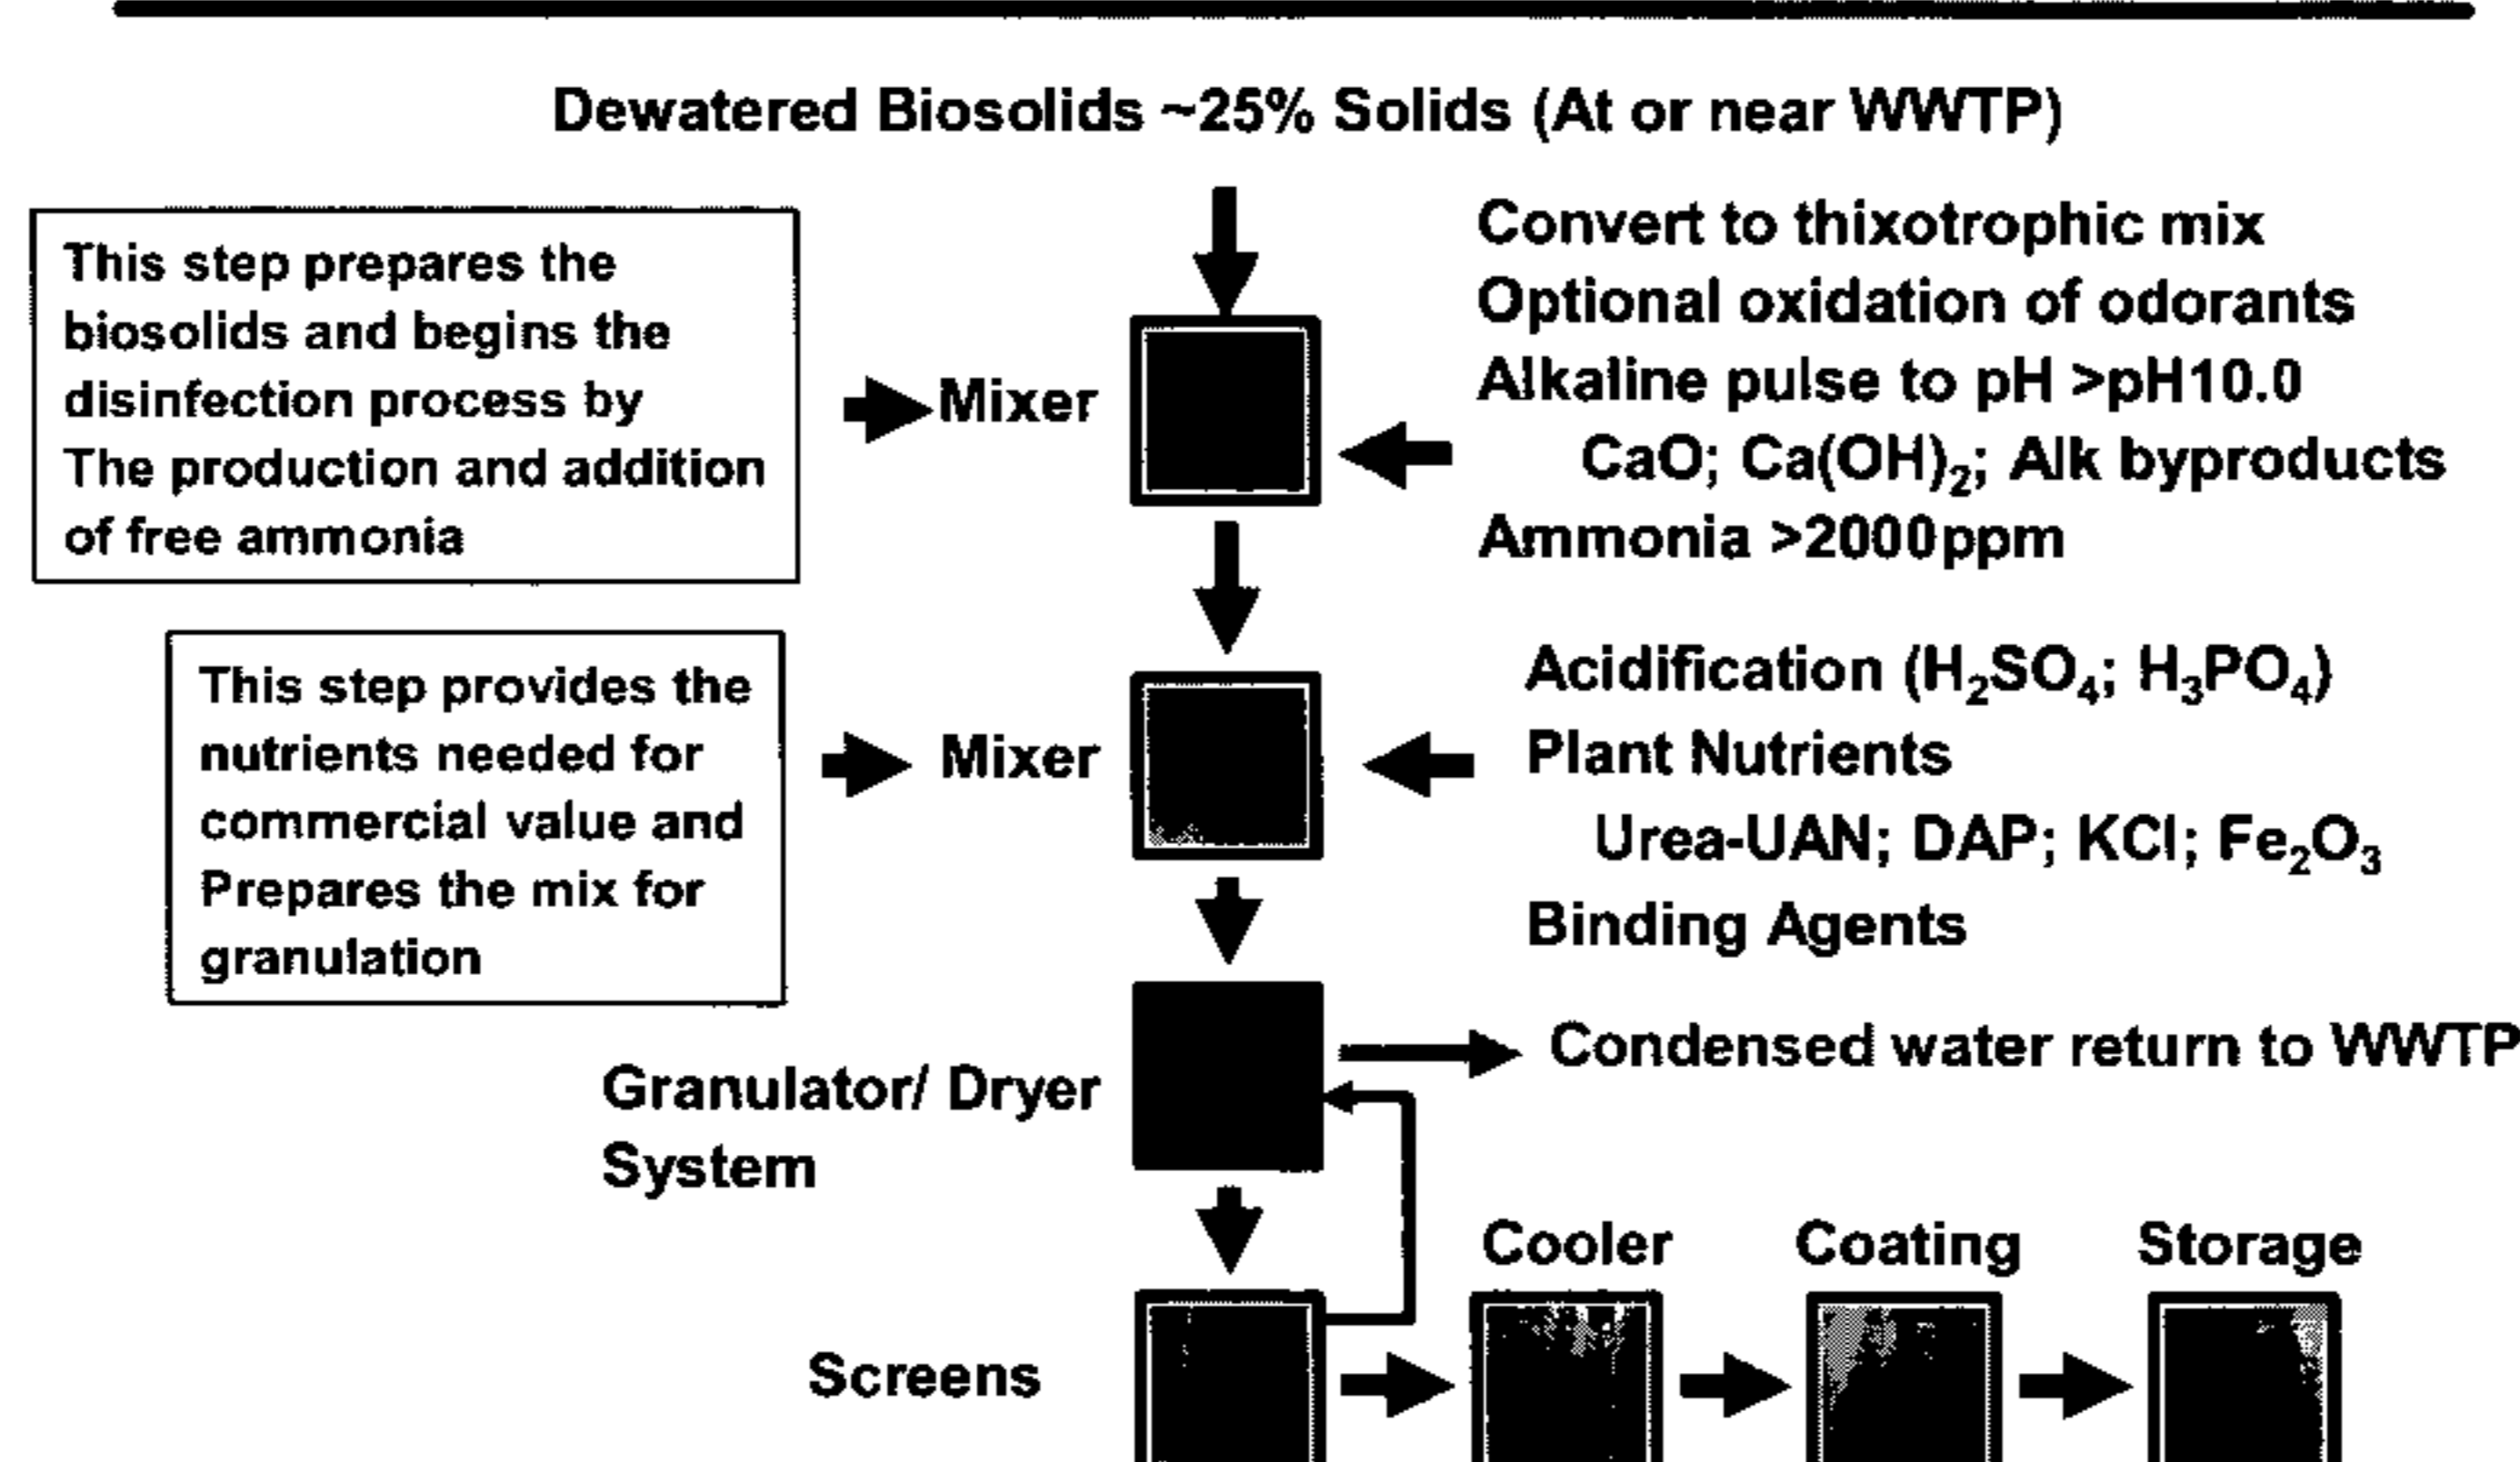 Dewatered Biosolids ~25% Solids (At or near WWTP)
This step prepares the
biosolids and begins the
disinfection process by
The production and addition
of free ammonia
Mixer
Convert to thixotrophic mix
Optional oxidation of odorants
Alkaline pulse to pH >pH10.0
CaO; Ca(OH)₂; Alk byproducts
Ammonia >2000ppm
This step provides the
nutrients needed for
commercial value and
Prepares the mix for
granulation
Mixer
Acidification (H₂SO₄; H₃PO₄)
Plant Nutrients
Urea-UAN; DAP; KCl; Fe₂O₃
Binding Agents
Granulator/ Dryer
System
Condensed water return to WWTP
Screens
Cooler
Coating
Storage